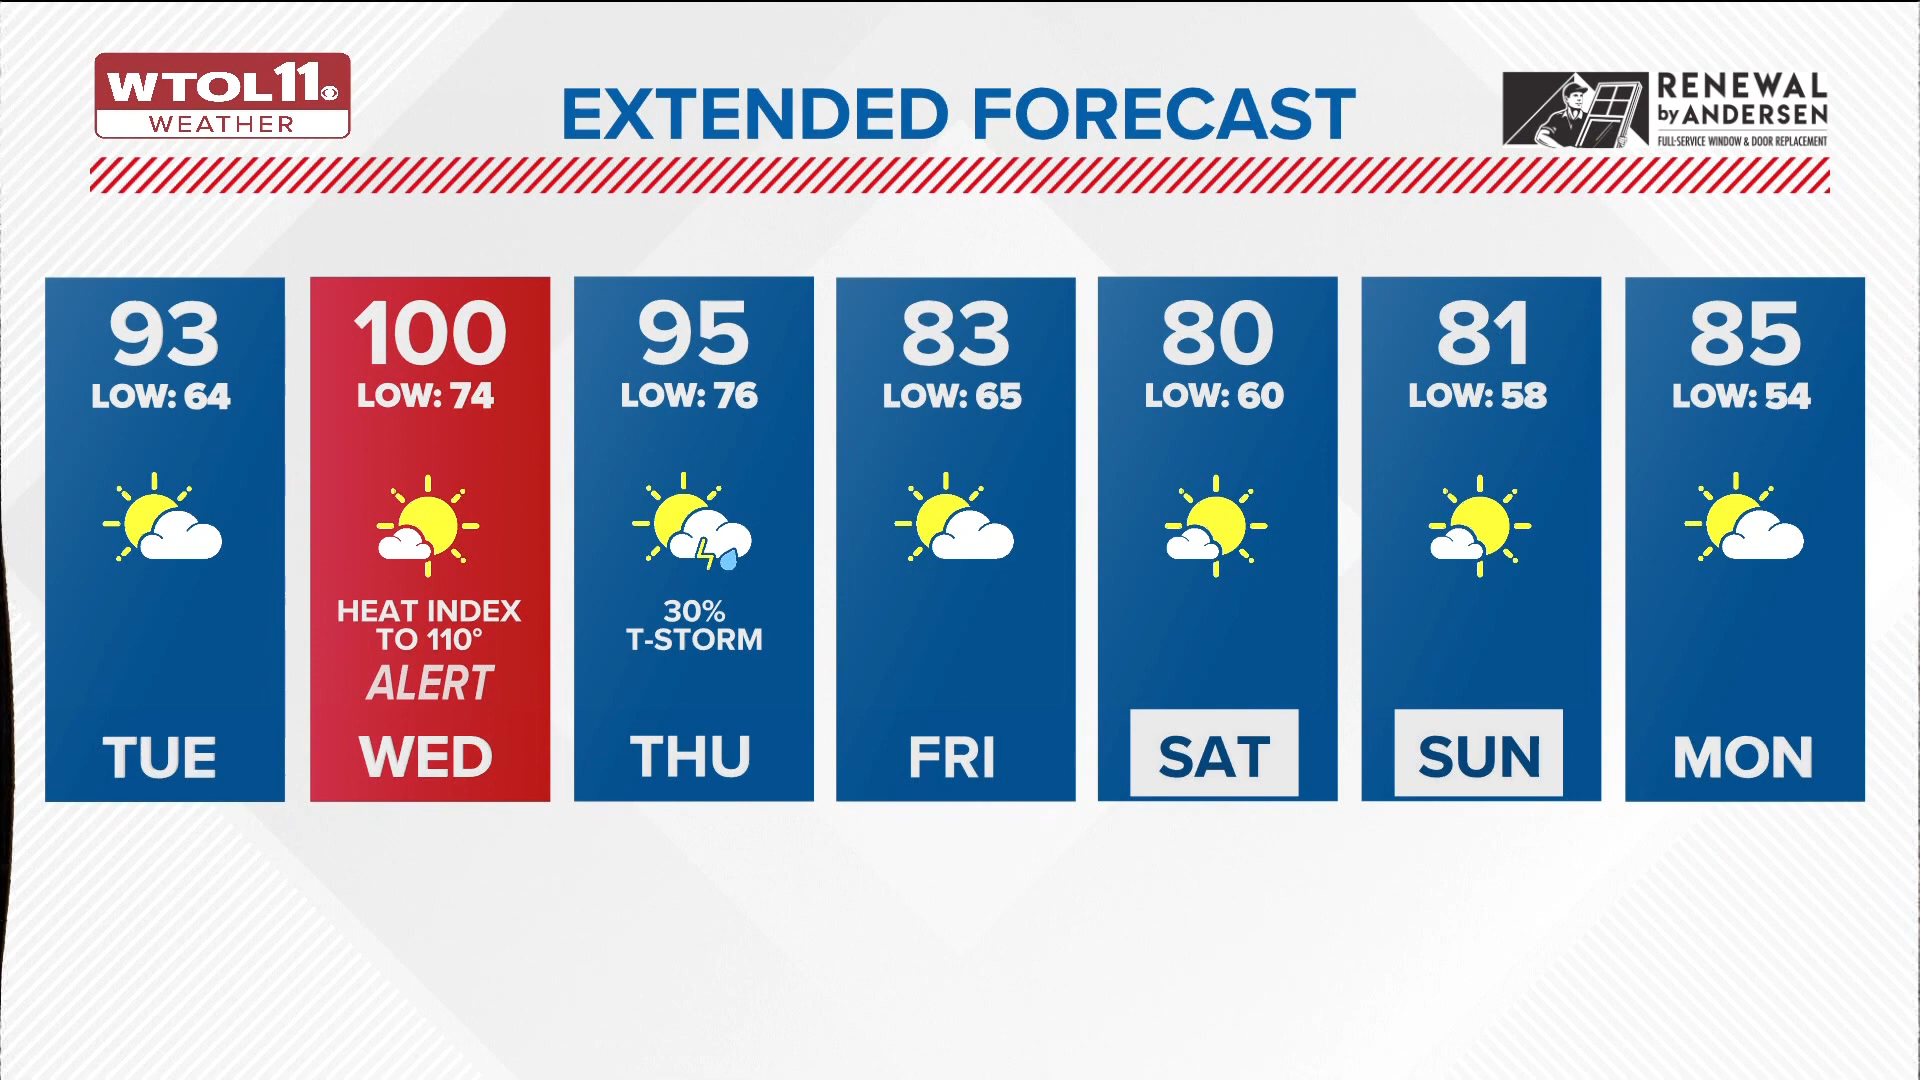 WTOL 11
WEATHER
EXTENDED FORECAST
RENEWAL
by ANDERSEN
FULL-SERVICE WINDOW & DOOR REPLACEMENT
93
LOW: 64
TUE
100
LOW: 74
HEAT INDEX
TO 110°
ALERT
WED
95
LOW: 76
30%
T-STORM
THU
83
LOW: 65
FRI
80
LOW: 60
SAT
81
LOW: 58
SUN
85
LOW: 54
MON